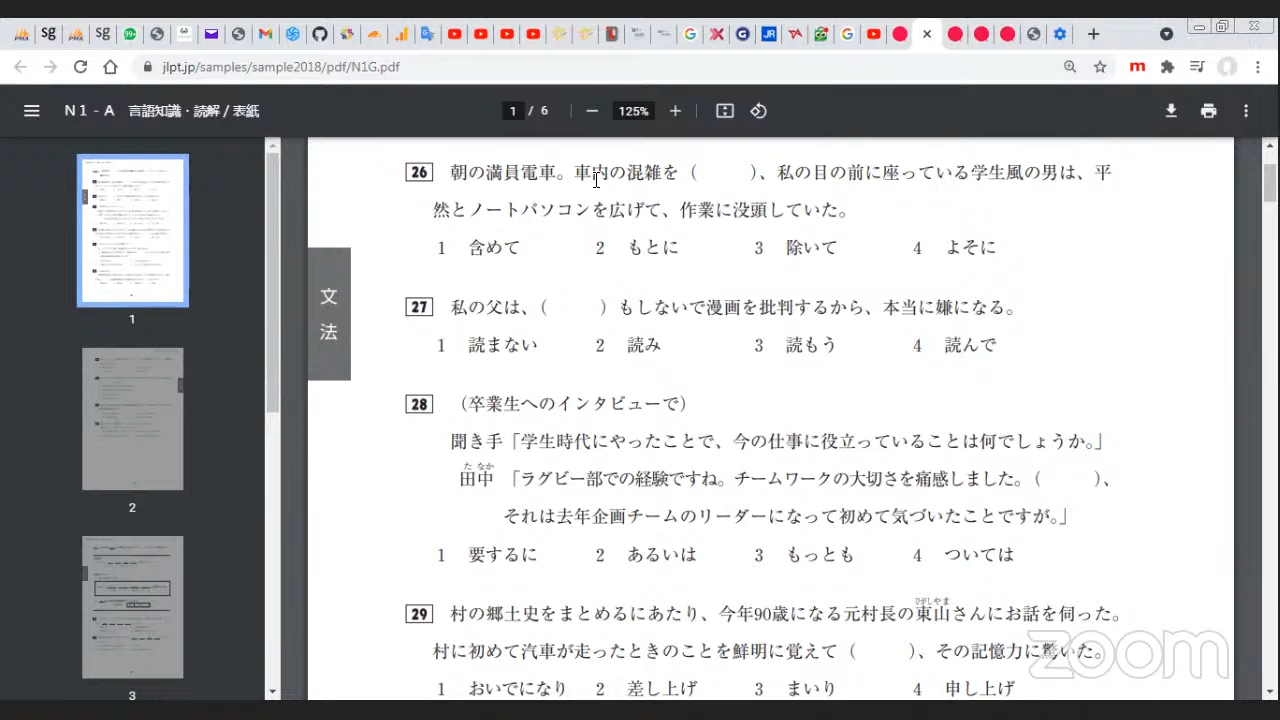 jlpt.jp/samples/sample2018/pdf/N1G.pdf
N1-A 言語知識・読解 / 表紙
1 / 6
125%
26 朝の満員電車。車内の混雑を（　　　）、私の目の前に座っている学生風の男は、平
然とノートパソコンを広げて、作業に没頭していた。
1 含めて 2 もとに 3 除いて 4 よそに
文法
27 私の父は、（　　　）もしないで漫画を批判するから、本当に嫌になる。
1 読まない 2 読み 3 読もう 4 読んで
28 （卒業生へのインタビューで）
聞き手「学生時代にやったことで、今の仕事に役立っていることは何でしょうか。」
た なか
田中 「ラグビー部での経験ですね。チームワークの大切さを痛感しました。（　　　）、
それは去年企画チームのリーダーになって初めて気づいたことですが。」
1 要するに 2 あるいは 3 もっとも 4 ついては
ひがしやま
29 村の郷土史をまとめるにあたり、今年90歳になる元村長の東山さんにお話を伺った。
村に初めて汽車が走ったときのことを鮮明に覚えて（　　　）、その記憶力に驚いた。
1 おいでになり 2 差し上げ 3 まいり 4 申し上げ
1
2
3
zoom